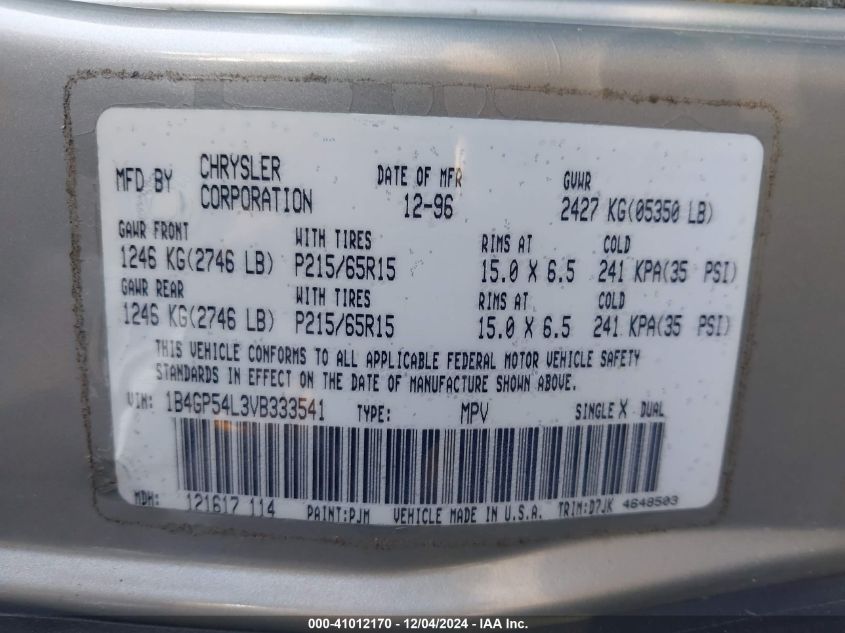 MFD BY CHRYSLER CORPORATION DATE OF MFR 12-96 GVWR 2427 KG(05350 LB)
GAWR FRONT WITH TIRES RIMS AT COLD
1246 KG(2746 LB) P215/65R15 15.0 X 6.5 241 KPA(35 PSI)
GAWR REAR WITH TIRES RIMS AT COLD
1246 KG(2746 LB) P215/65R15 15.0 X 6.5 241 KPA(35 PSI)
THIS VEHICLE CONFORMS TO ALL APPLICABLE FEDERAL MOTOR VEHICLE SAFETY
STANDARDS IN EFFECT ON THE DATE OF MANUFACTURE SHOWN ABOVE.
VIN: 1B4GP54L3VB333541 TYPE: MPV SINGLE X DUAL
MDH: 121617 114 PAINT:PJM VEHICLE MADE IN U.S.A. TRIM:D7JK 4648503
000-41012170 - 12/04/2024 - IAA Inc.